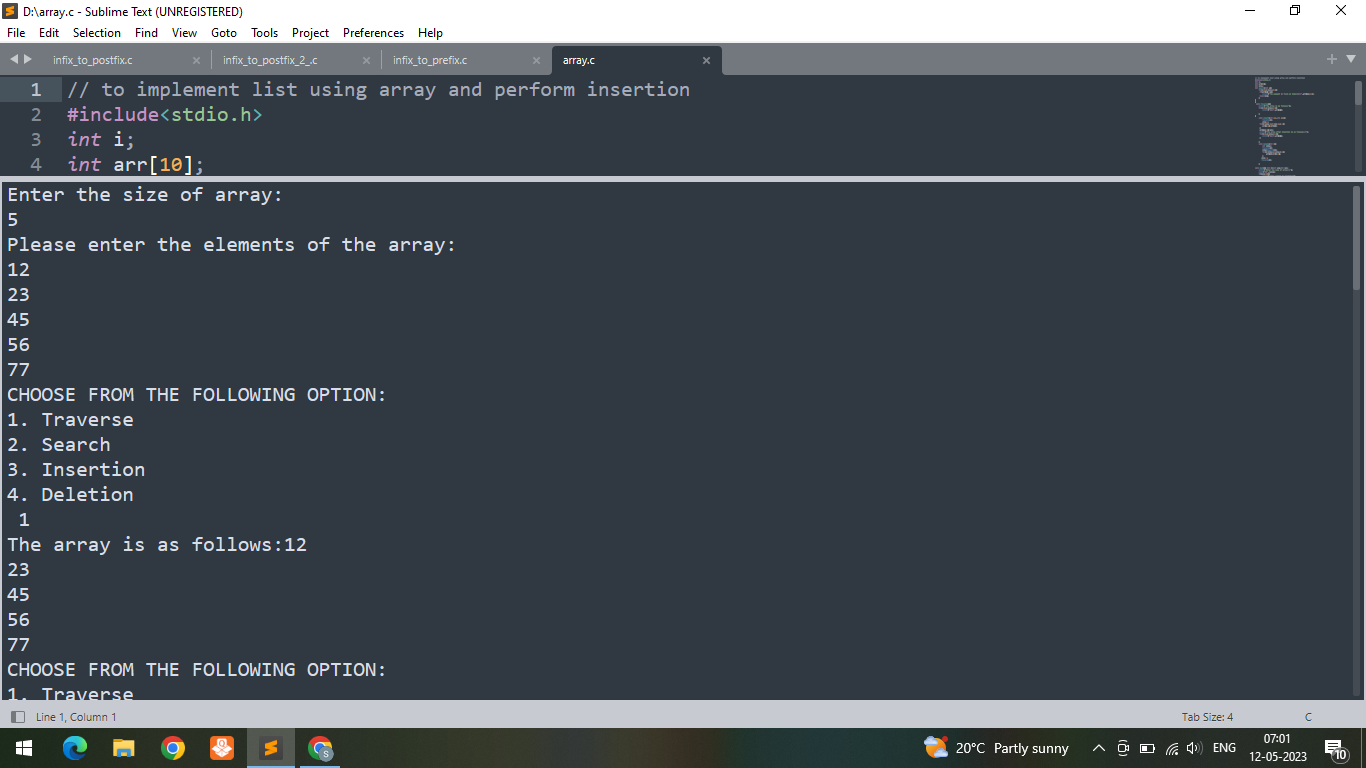 D:\array.c - Sublime Text (UNREGISTERED)
File Edit Selection Find View Goto Tools Project Preferences Help
infix_to_postfix.c infix_to_postfix_2_.c infix_to_prefix.c array.c
1 // to implement list using array and perform insertion
2 #include<stdio.h>
3 int i;
4 int arr[10];
Enter the size of array:
5
Please enter the elements of the array:
12
23
45
56
77
CHOOSE FROM THE FOLLOWING OPTION:
1. Traverse
2. Search
3. Insertion
4. Deletion
1
The array is as follows:12
23
45
56
77
CHOOSE FROM THE FOLLOWING OPTION:
1. Traverse
Line 1, Column 1 Tab Size: 4 C
20°C Partly sunny ENG 07:01
12-05-2023 10